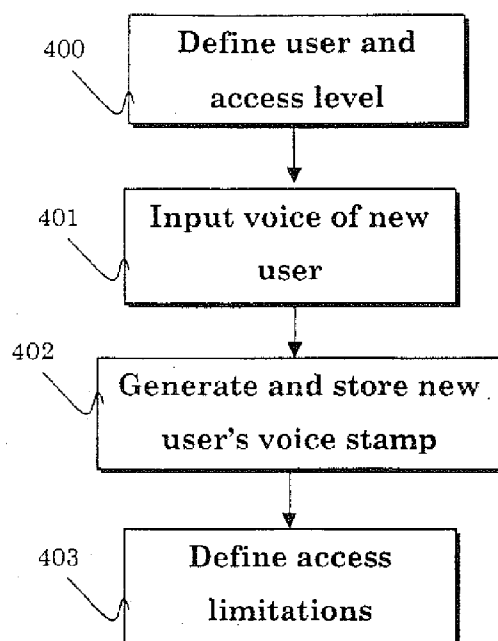 400
Define user and
access level
401
Input voice of new
user
402
Generate and store new
user's voice stamp
403
Define access
limitations